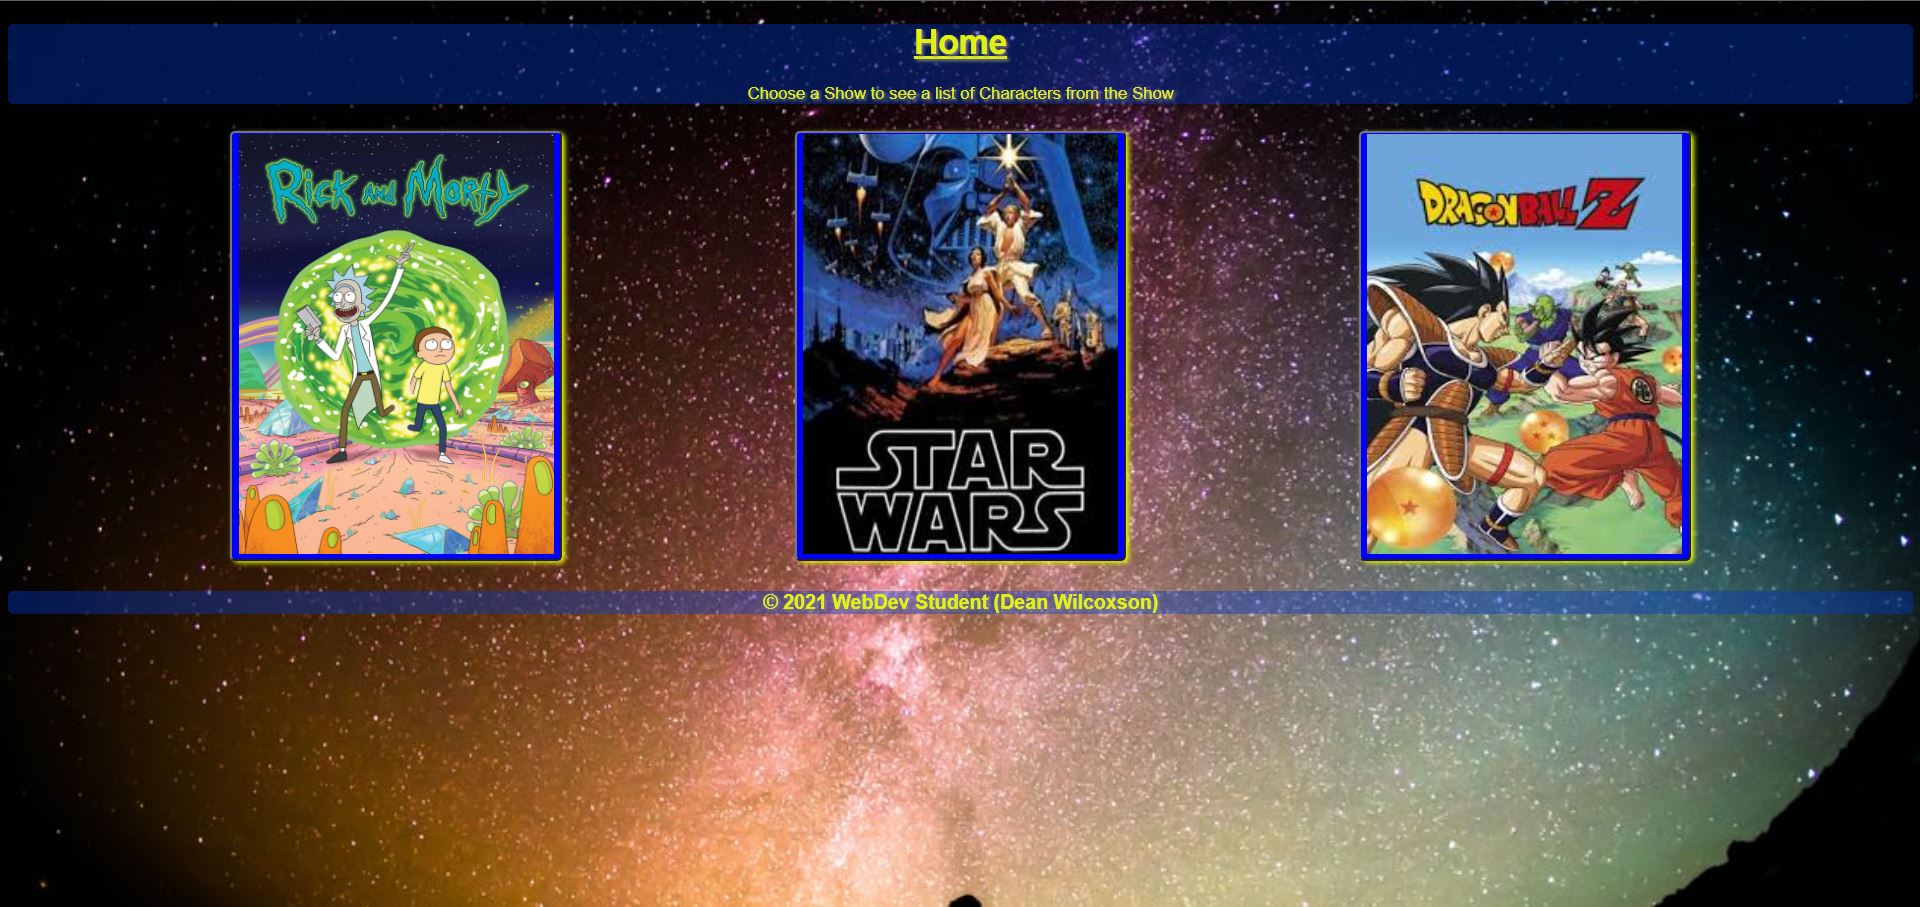 Home
Choose a Show to see a list of Characters from the Show
Rick and Morty
STAR
WARS
DRAGON BALL Z
© 2021 WebDev Student (Dean Wilcoxson)